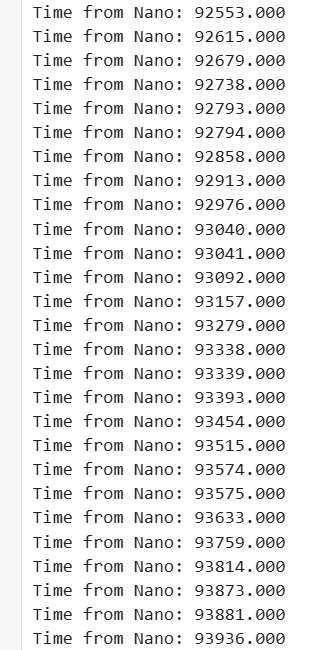 Time from Nano: 92553.000
Time from Nano: 92615.000
Time from Nano: 92679.000
Time from Nano: 92738.000
Time from Nano: 92793.000
Time from Nano: 92794.000
Time from Nano: 92858.000
Time from Nano: 92913.000
Time from Nano: 92976.000
Time from Nano: 93040.000
Time from Nano: 93041.000
Time from Nano: 93092.000
Time from Nano: 93157.000
Time from Nano: 93279.000
Time from Nano: 93338.000
Time from Nano: 93339.000
Time from Nano: 93393.000
Time from Nano: 93454.000
Time from Nano: 93515.000
Time from Nano: 93574.000
Time from Nano: 93575.000
Time from Nano: 93633.000
Time from Nano: 93759.000
Time from Nano: 93814.000
Time from Nano: 93873.000
Time from Nano: 93881.000
Time from Nano: 93936.000